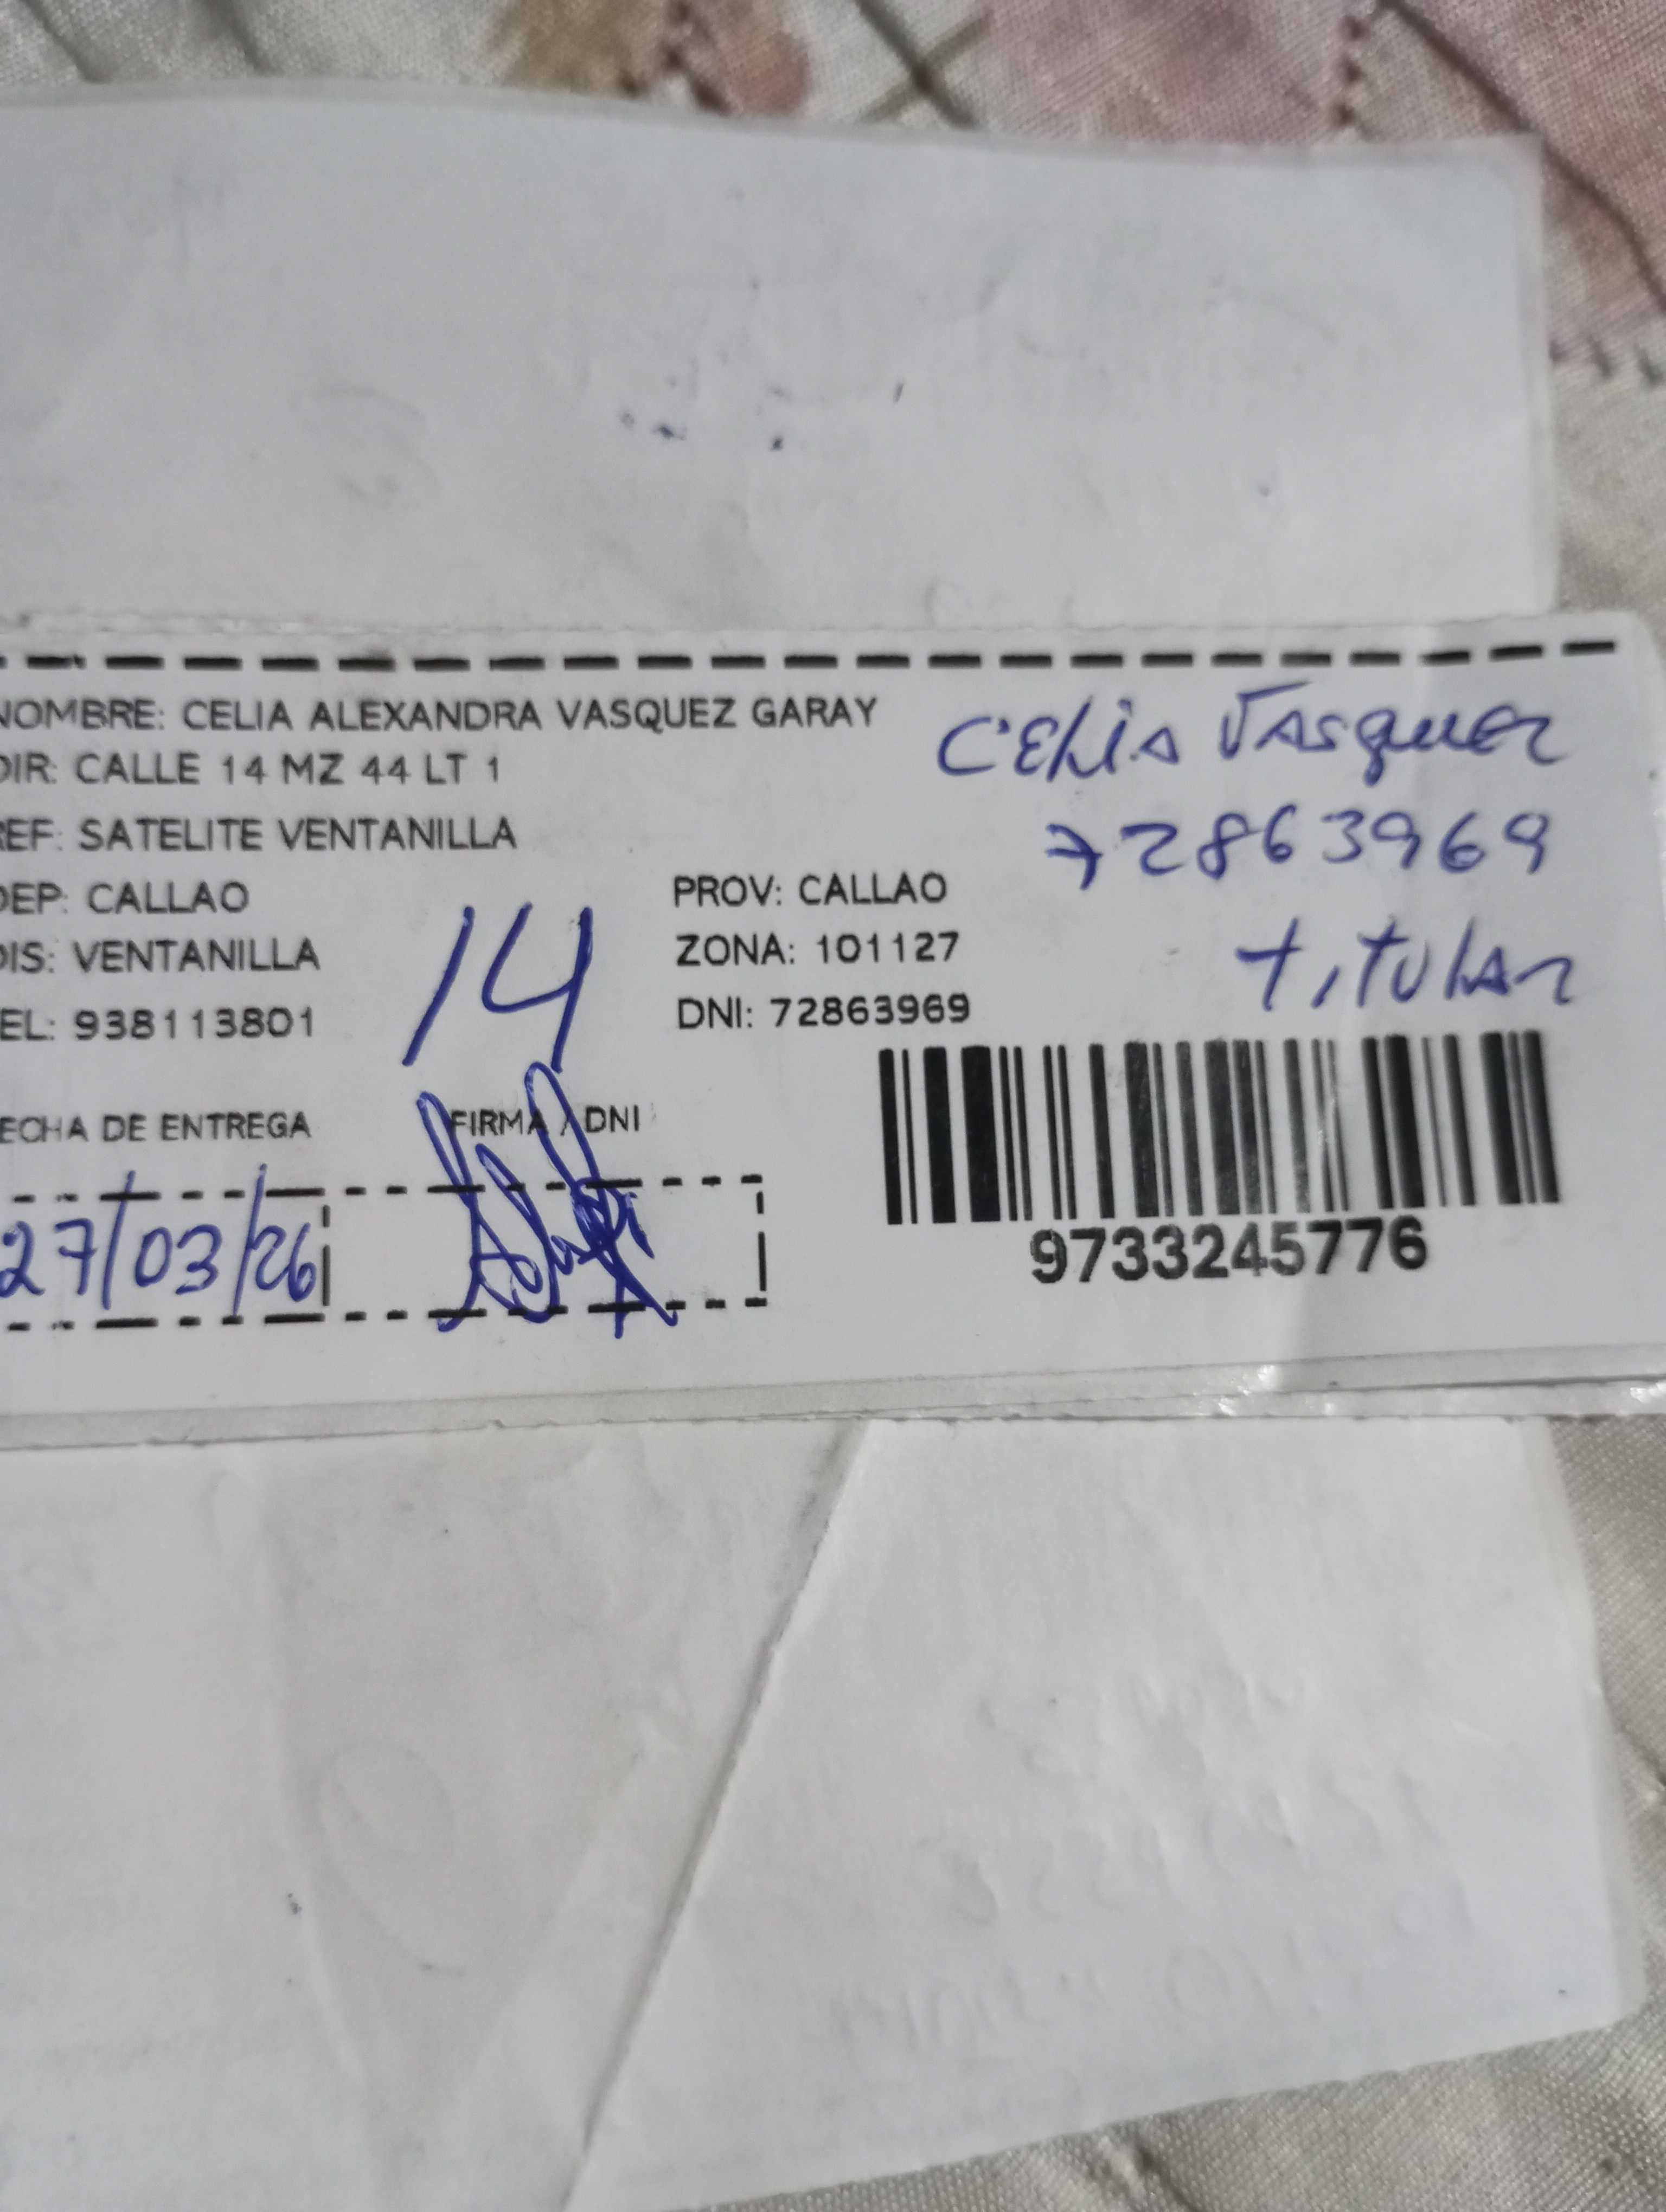 NOMBRE: CELIA ALEXANDRA VASQUEZ GARAY
CELIA VASQUEZ
DIR: CALLE 14 MZ 44 LT 1
REF: SATELITE VENTANILLA
72863969
DEP: CALLAO
PROV: CALLAO
TITULAR
DIS: VENTANILLA
14
ZONA: 101127
TEL: 938113801
DNI: 72863969
FECHA DE ENTREGA
FIRMA / DNI
27/03/26
9733245776